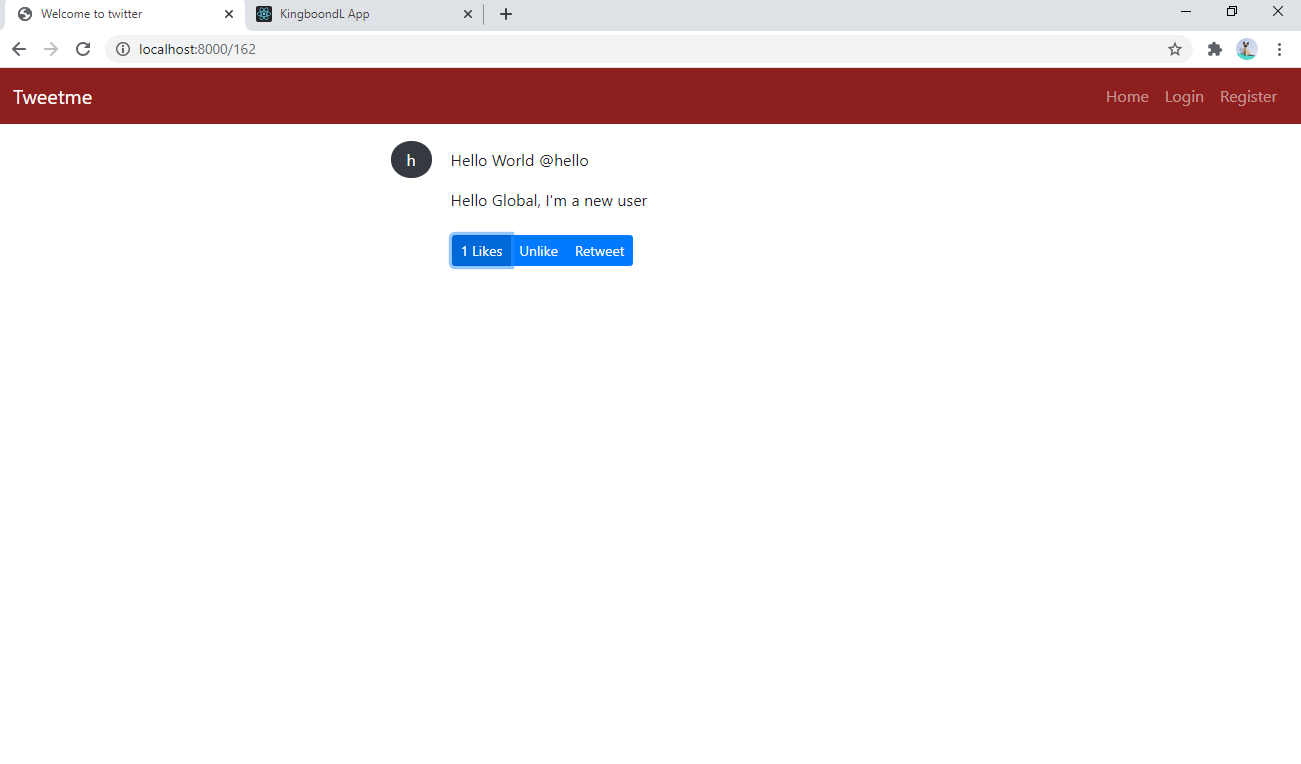 Welcome to twitter
KingboondL App
localhost:8000/162
Tweetme Home Login Register
h Hello World @hello
Hello Global, I'm a new user
1 Likes Unlike Retweet